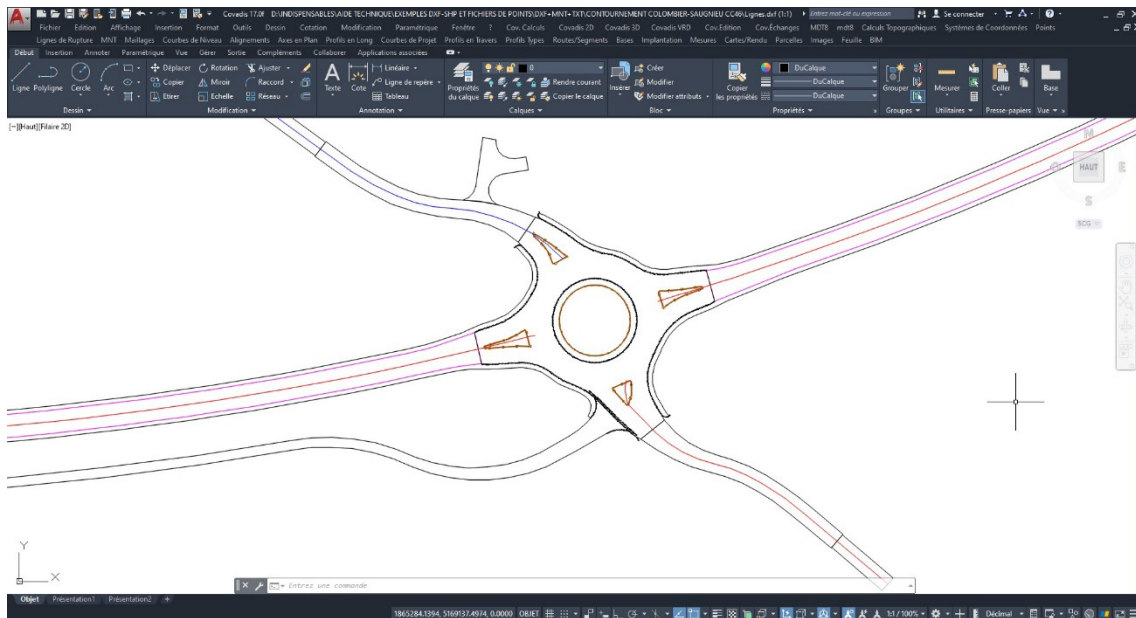 Covadis 17.0f D:\INDISPENSABLES\AIDE TECHNIQUE\EXEMPLES DXF-SHP ET FICHIERS DE POINTS\DXF+MNT+TXT\CONTOURNEMENT COLOMBIER-SAUGNIEU CC46\Lignes.dxf (1:1) Entrez mot-clé ou expression Se connecter
Fichier Edition Affichage Insertion Format Outils Dessin Cotation Modification Paramétrique Fenêtre ? Cov.Calculs Covadis 2D Covadis 3D Covadis VRD Cov.Edition Cov.Échanges MDT8 mdt8 Calculs Topographiques Systèmes de Coordonnées Points
Lignes de Rupture MNT Maillages Courbes de Niveau Alignements Axes en Plan Profils en Long Courbes de Projet Profils en Travers Profils Types Routes/Segments Bases Implantation Mesures Cartes/Rendu Parcelles Images Feuille BIM
Début Insertion Annoter Paramétrique Vue Gérer Sortie Compléments Collaborer Applications associées
Ligne Polyligne Cercle Arc
Déplacer Rotation Ajuster
Copier Miroir Raccord
Etirer Echelle Réseau
Texte Cote
Linéaire
Ligne de repère
Tableau
Propriétés du calque
0
Rendre courant
Copier le calque
Insérer
Créer
Modifier
Modifier attributs
Copier les propriétés
DuCalque
DuCalque
DuCalque
Grouper
Mesurer
Coller
Base
Dessin Modification Annotation Calques Bloc Propriétés Groupes Utilitaires Presse-papiers Vue
[−][Haut][Filaire 2D]
N
HAUT
E
S
SCG
Y
X
Entrez une commande
Objet Présentation1 Présentation2 +
1865284.1394, 5169137.4974, 0.0000 OBJET 1:1 / 100% Décimal